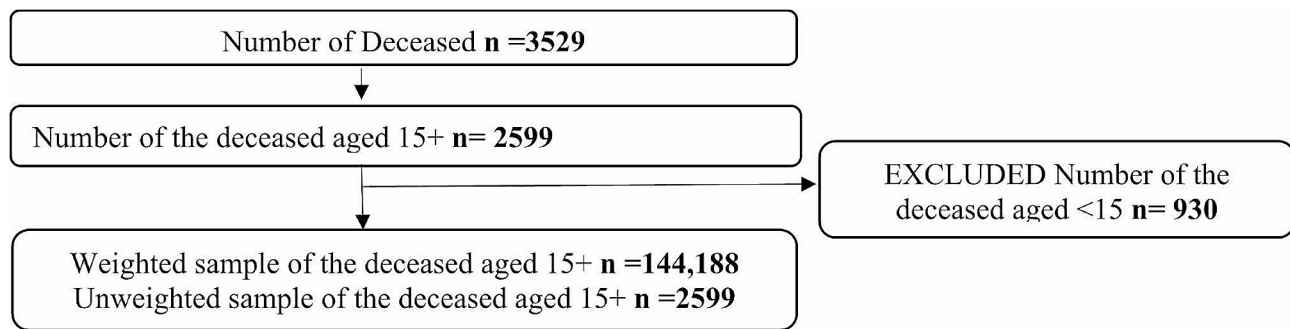 Number of Deceased n =3529
Number of the deceased aged 15+ n= 2599
EXCLUDED Number of the
deceased aged <15 n= 930
Weighted sample of the deceased aged 15+ n =144,188
Unweighted sample of the deceased aged 15+ n =2599